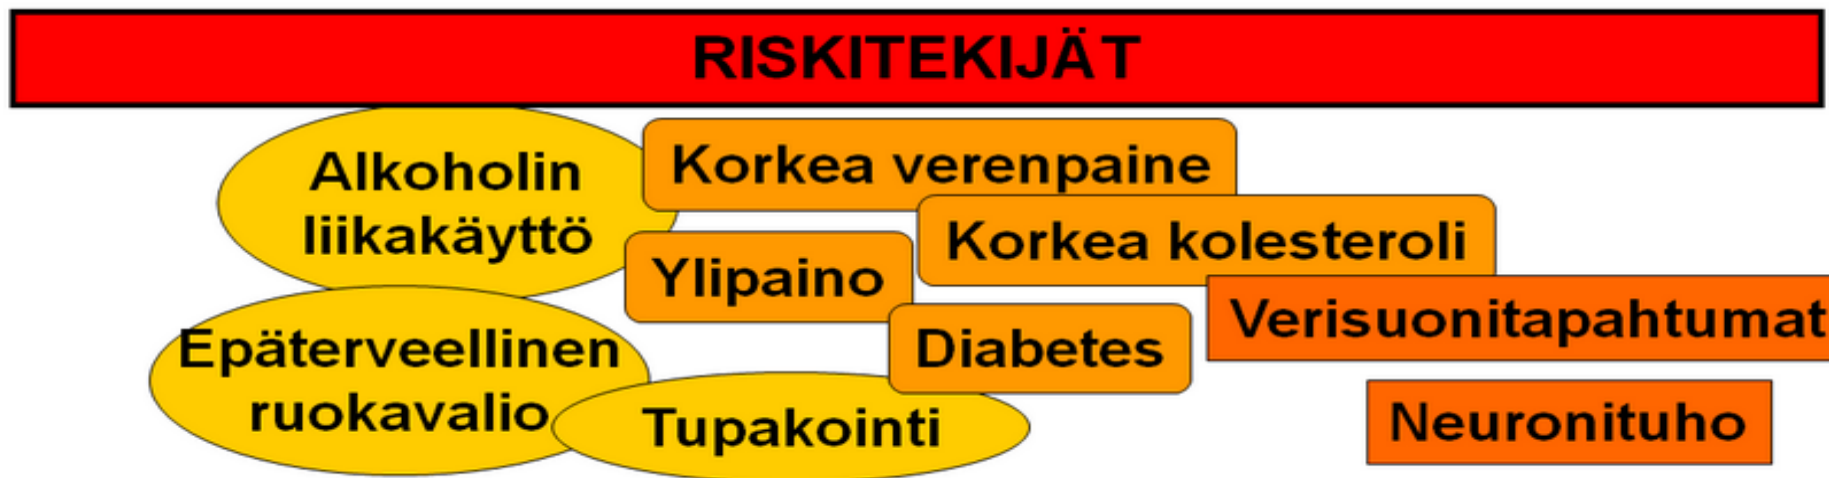 RISKITEKIJÄT
Alkoholin
liikakäyttö
Korkea verenpaine
Korkea kolesteroli
Ylipaino
Verisuonitapahtumat
Epäterveellinen
ruokavalio
Diabetes
Tupakointi
Neuronituho